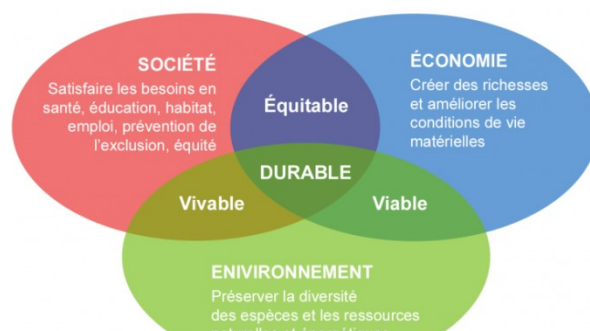 SOCIÉTÉ
Satisfaire les besoins en
santé, éducation, habitat,
emploi, prévention de
l'exclusion, équité
Équitable
ÉCONOMIE
Créer des richesses
et améliorer les
conditions de vie
matérielles
DURABLE
Vivable
Viable
ENIVIRONNEMENT
Préserver la diversité
des espèces et les ressources